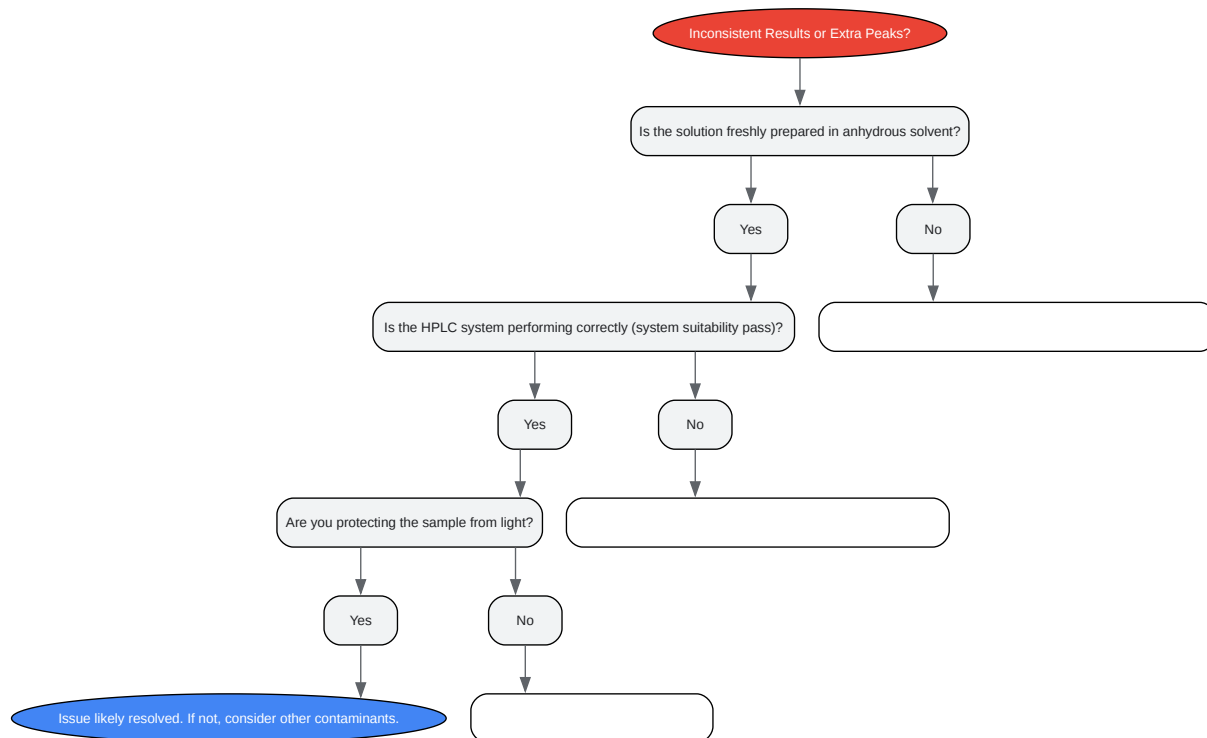 Inconsistent Results or Extra Peaks?
Is the solution freshly prepared in anhydrous solvent?
Yes
No
Is the HPLC system performing correctly (system suitability pass)?
Yes
No
Are you protecting the sample from light?
Yes
No
Issue likely resolved. If not, consider other contaminants.